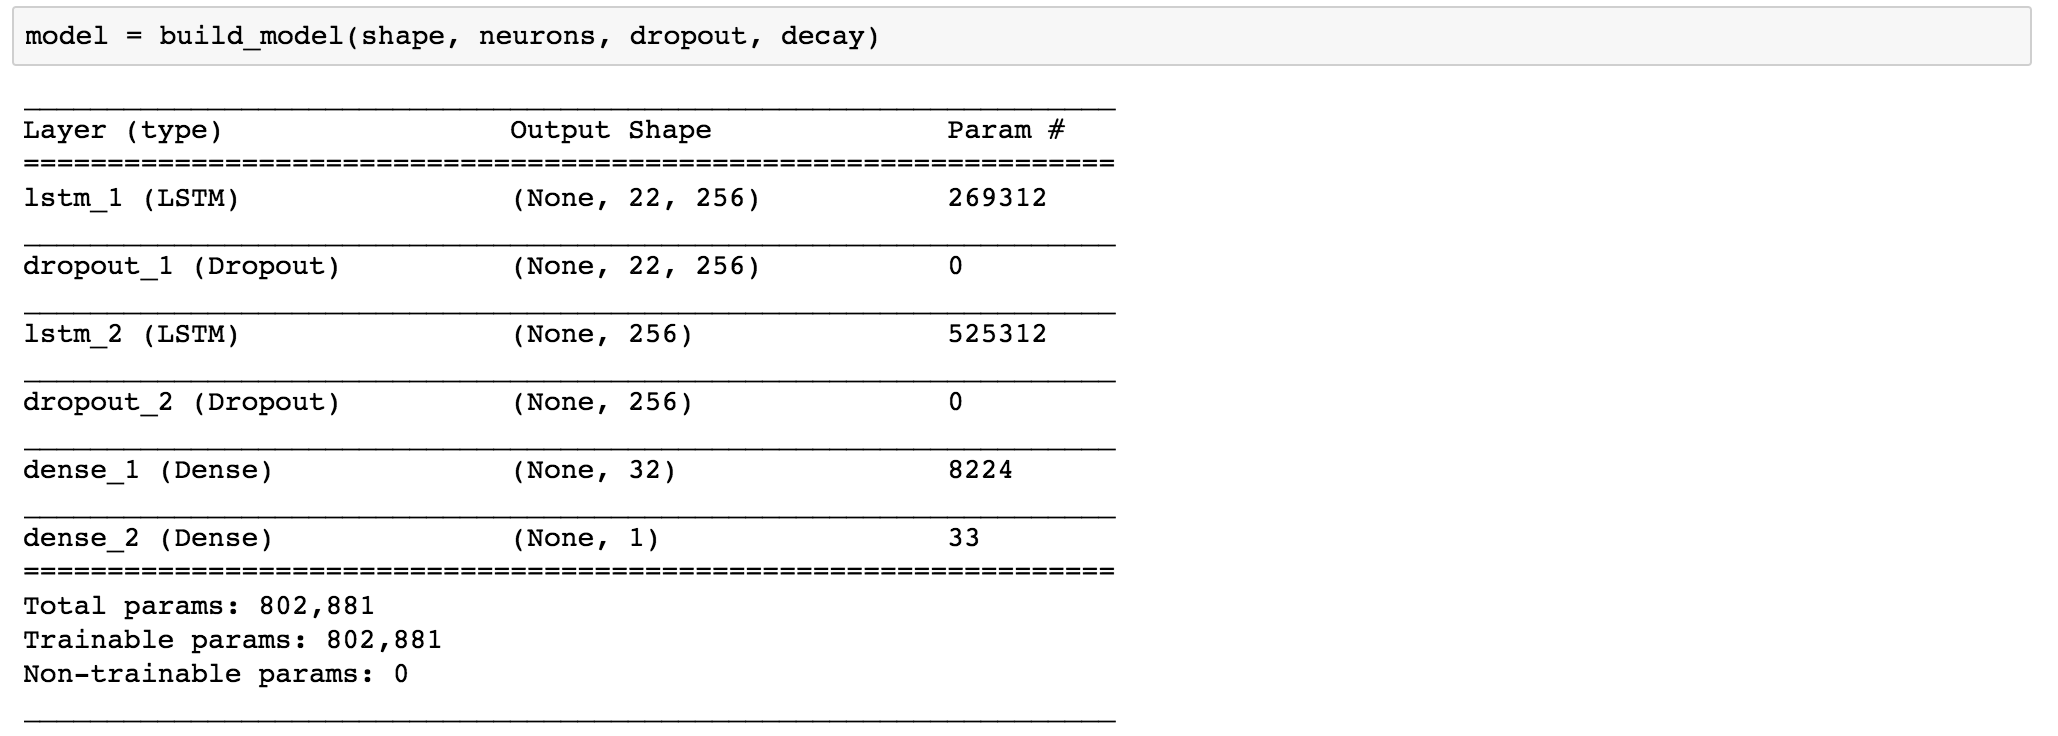 model = build_model(shape, neurons, dropout, decay)
_________________________________________________________________
Layer (type)                 Output Shape              Param #
=================================================================
lstm_1 (LSTM)                (None, 22, 256)           269312
_________________________________________________________________
dropout_1 (Dropout)          (None, 22, 256)           0
_________________________________________________________________
lstm_2 (LSTM)                (None, 256)               525312
_________________________________________________________________
dropout_2 (Dropout)          (None, 256)               0
_________________________________________________________________
dense_1 (Dense)              (None, 32)                8224
_________________________________________________________________
dense_2 (Dense)              (None, 1)                 33
=================================================================
Total params: 802,881
Trainable params: 802,881
Non-trainable params: 0
_________________________________________________________________